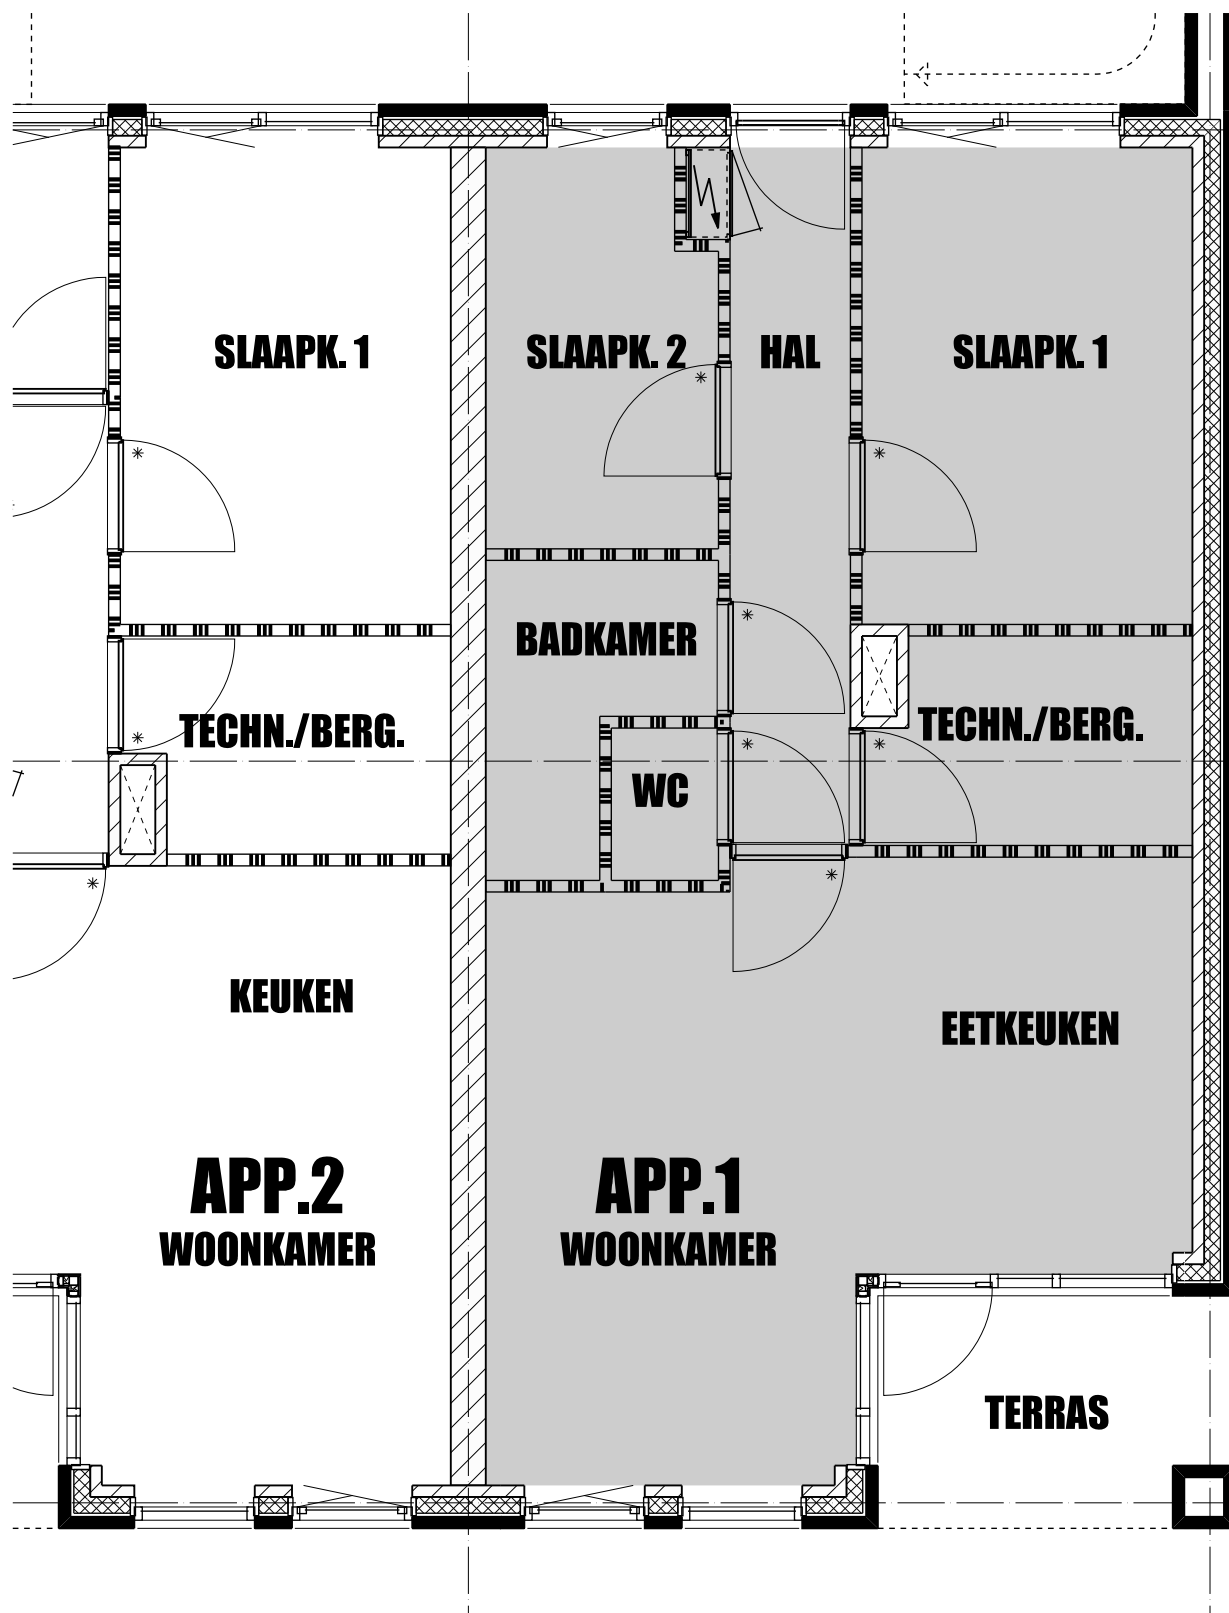 SLAAPK. 1
SLAAPK. 2
HAL
SLAAPK. 1
BADKAMER
TECHN./BERG.
TECHN./BERG.
WC
KEUKEN
EETKEUKEN
APP.2
WOONKAMER
APP.1
WOONKAMER
TERRAS